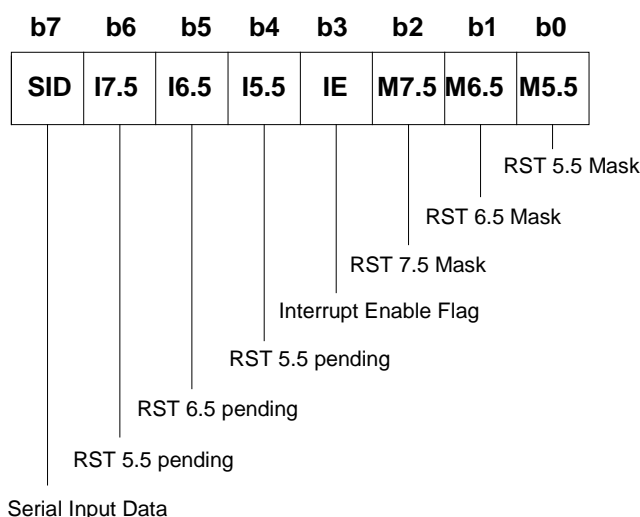 b7 b6 b5 b4 b3 b2 b1 b0
SID I7.5 I6.5 I5.5 IE M7.5 M6.5 M5.5
RST 5.5 Mask
RST 6.5 Mask
RST 7.5 Mask
Interrupt Enable Flag
RST 5.5 pending
RST 6.5 pending
RST 5.5 pending
Serial Input Data